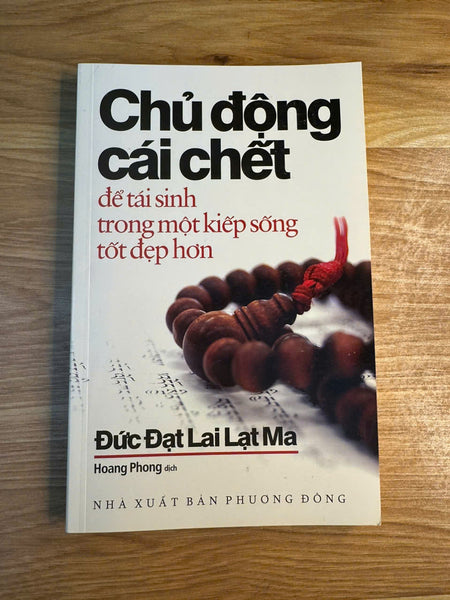 Chủ động
cái chết
để tái sinh
trong một kiếp sống
tốt đẹp hơn
Đức Đạt Lai Lạt Ma
Hoang Phong dịch
NHÀ XUẤT BẢN PHƯƠNG ĐÔNG